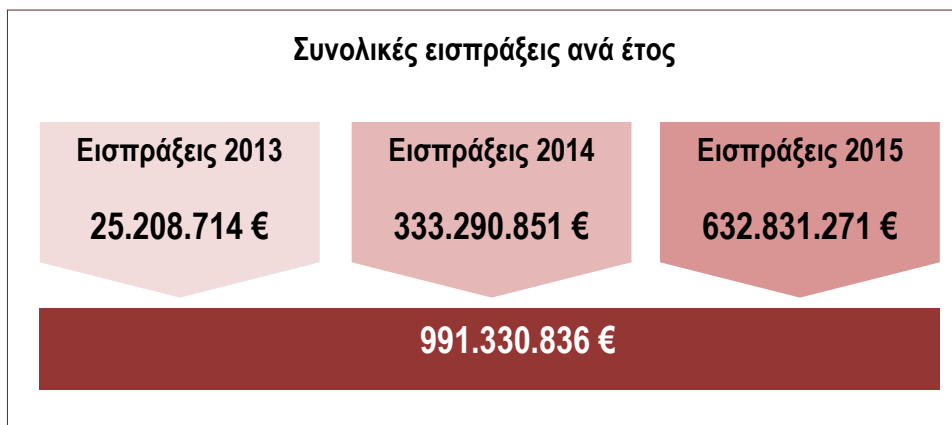 Συνολικές εισπράξεις ανά έτος
Εισπράξεις 2013
25.208.714 €
Εισπράξεις 2014
333.290.851 €
Εισπράξεις 2015
632.831.271 €
991.330.836 €